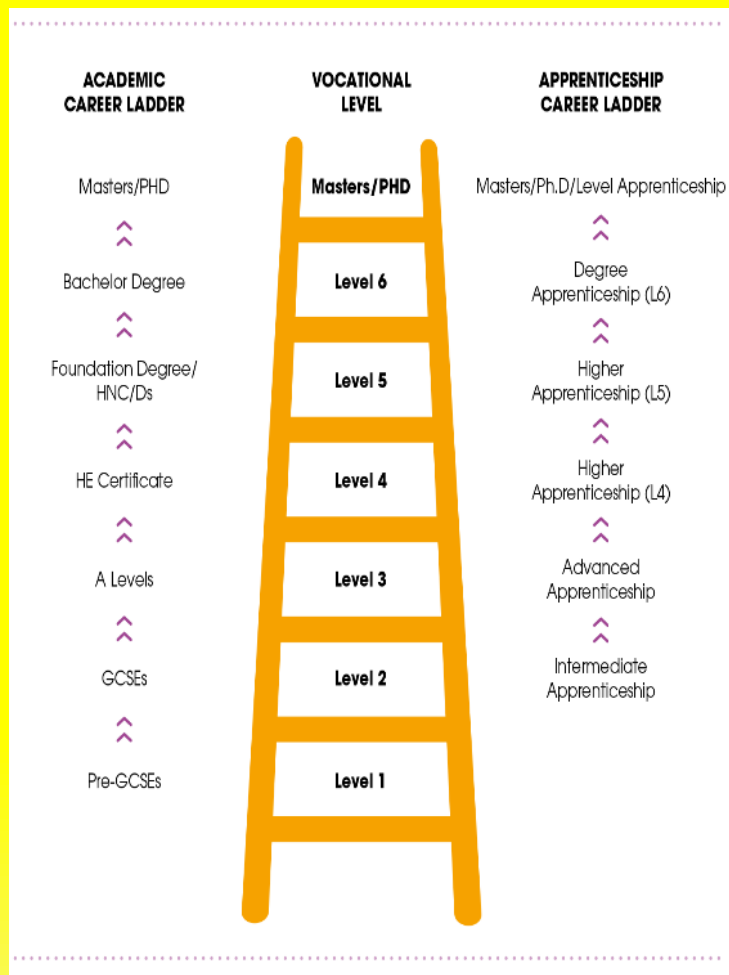 ACADEMIC
CAREER LADDER
VOCATIONAL
LEVEL
APPRENTICESHIP
CAREER LADDER
Masters/PHD
Masters/PHD
Masters/Ph.D/Level Apprenticeship
Bachelor Degree
Level 6
Degree
Apprenticeship (L6)
Foundation Degree/
HNC/Ds
Level 5
Higher
Apprenticeship (L5)
HE Certificate
Level 4
Higher
Apprenticeship (L4)
A Levels
Level 3
Advanced
Apprenticeship
GCSEs
Level 2
Intermediate
Apprenticeship
Pre-GCSEs
Level 1